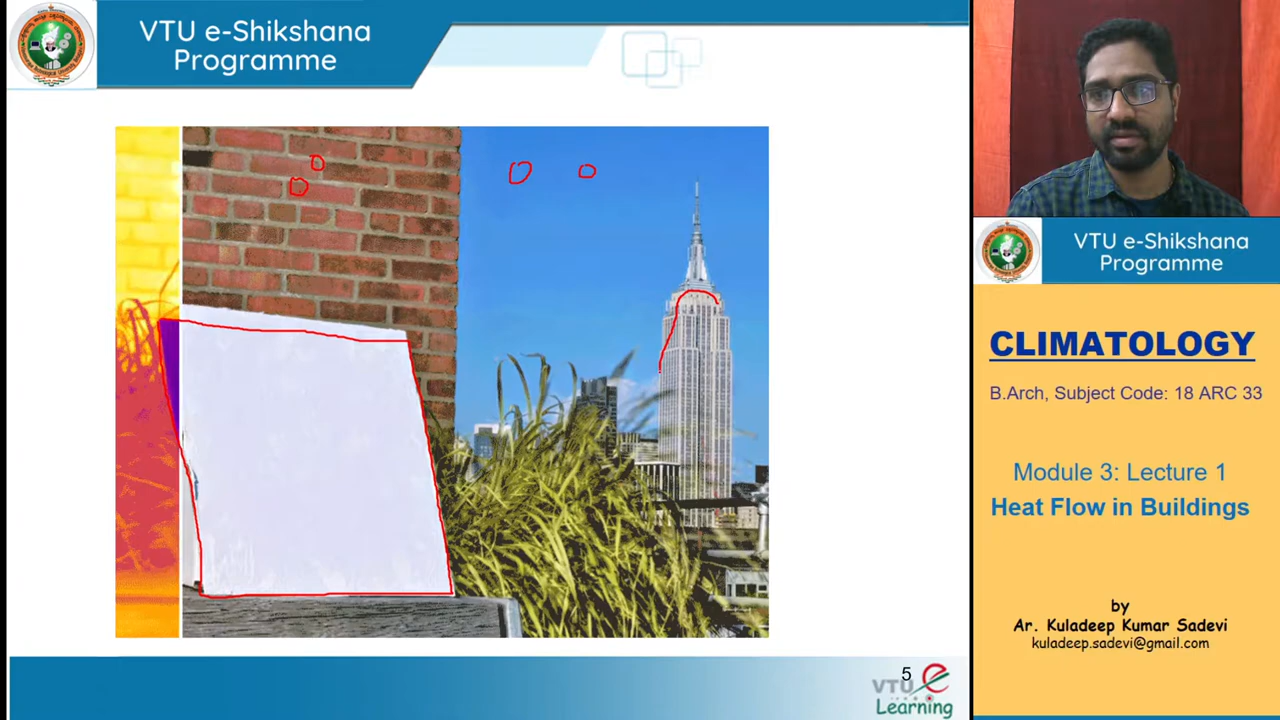 VTU e-Shikshana
Programme
VTU e-Shikshana
Programme
CLIMATOLOGY
B.Arch, Subject Code: 18 ARC 33
Module 3: Lecture 1
Heat Flow in Buildings
by
Ar. Kuladeep Kumar Sadevi
kuladeep.sadevi@gmail.com
5
VTU e
Learning